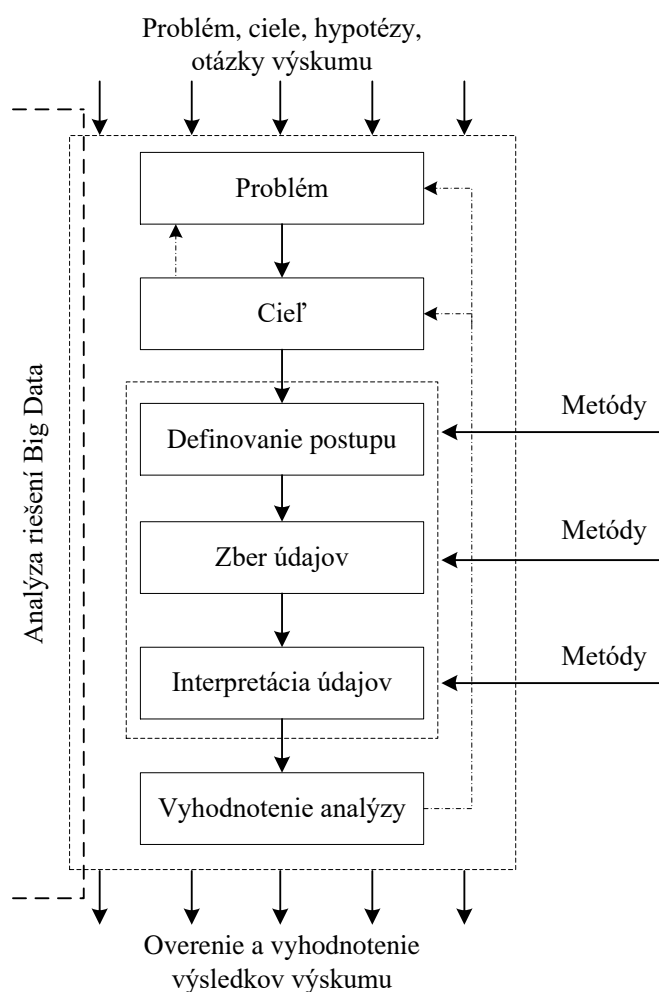 Problém, ciele, hypotézy,
otázky výskumu
Analýza riešení Big Data
Problém
Cieľ
Definovanie postupu
Metódy
Zber údajov
Metódy
Interpretácia údajov
Metódy
Vyhodnotenie analýzy
Overenie a vyhodnotenie
výsledkov výskumu